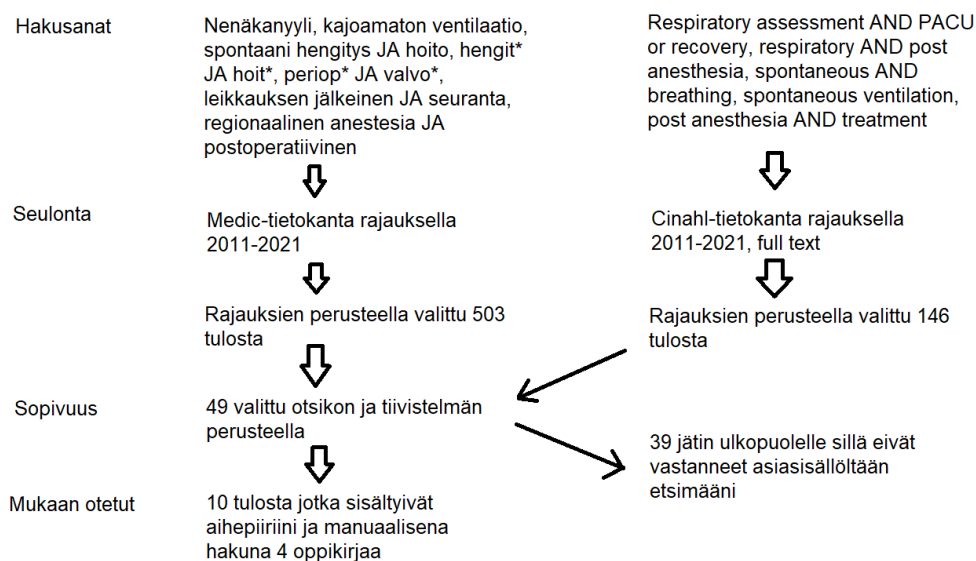 Hakusanat
Nenäkanyyli, kajoamaton ventilaatio,
spontaani hengitys JA hoito, hengit*
JA hoit*, periop* JA valvo*,
leikkauksen jälkeinen JA seuranta,
regionaalinen anestesia JA
postoperatiivinen
Respiratory assessment AND PACU
or recovery, respiratory AND post
anesthesia, spontaneous AND
breathing, spontaneous ventilation,
post anesthesia AND treatment
Seulonta
Medic-tietokanta rajauksella
2011-2021
Cinahl-tietokanta rajauksella
2011-2021, full text
Rajauksien perusteella valittu 503
tulosta
Rajauksien perusteella valittu 146
tulosta
Sopivuus
49 valittu otsikon ja tiivistelmän
perusteella
39 jätin ulkopuolelle sillä eivät
vastanneet asiasisällöltään
etsimääni
Mukaan otetut
10 tulosta jotka sisältyivät
aihepiiriini ja manuaalisena
hakuna 4 oppikirjaa